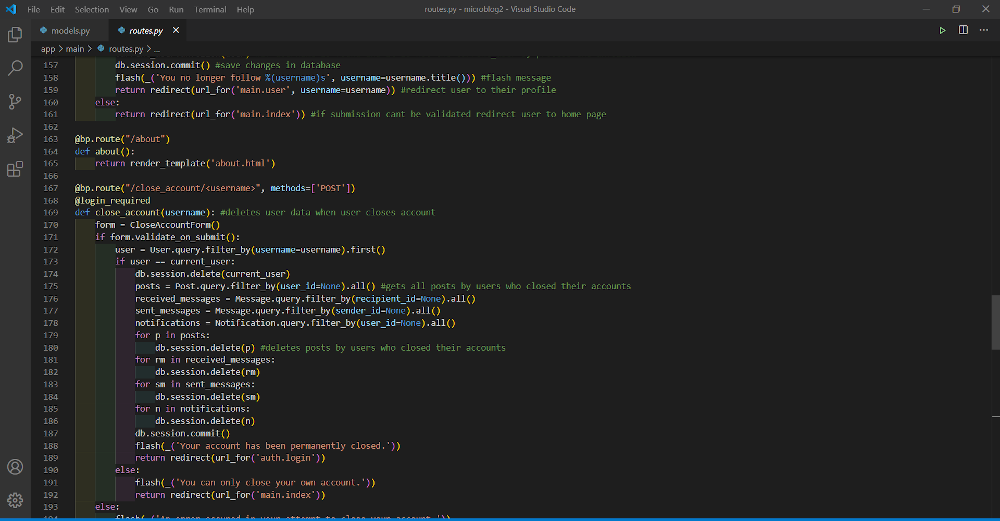 File Edit Selection View Go Run Terminal Help routes.py - microblog2 - Visual Studio Code
models.py routes.py
app > main > routes.py > ...
157 db.session.commit() #save changes in database
158 flash(_('You no longer follow %(username)s', username=username.title())) #flash message
159 return redirect(url_for('main.user', username=username)) #redirect user to their profile
160 else:
161 return redirect(url_for('main.index')) #if submission cant be validated redirect user to home page
162
163 @bp.route("/about")
164 def about():
165 return render_template('about.html')
166
167 @bp.route("/close_account/<username>", methods=['POST'])
168 @login_required
169 def close_account(username): #deletes user data when user closes account
170 form = CloseAccountForm()
171 if form.validate_on_submit():
172 user = User.query.filter_by(username=username).first()
173 if user == current_user:
174 db.session.delete(current_user)
175 posts = Post.query.filter_by(user_id=None).all() #gets all posts by users who closed their accounts
176 received_messages = Message.query.filter_by(recipient_id=None).all()
177 sent_messages = Message.query.filter_by(sender_id=None).all()
178 notifications = Notification.query.filter_by(user_id=None).all()
179 for p in posts:
180 db.session.delete(p) #deletes posts by users who closed their accounts
181 for rm in received_messages:
182 db.session.delete(rm)
183 for sm in sent_messages:
184 db.session.delete(sm)
185 for n in notifications:
186 db.session.delete(n)
187 db.session.commit()
188 flash(_('Your account has been permanently closed.'))
189 return redirect(url_for('auth.login'))
190 else:
191 flash(_('You can only close your own account.'))
192 return redirect(url_for('main.index'))
193 else: